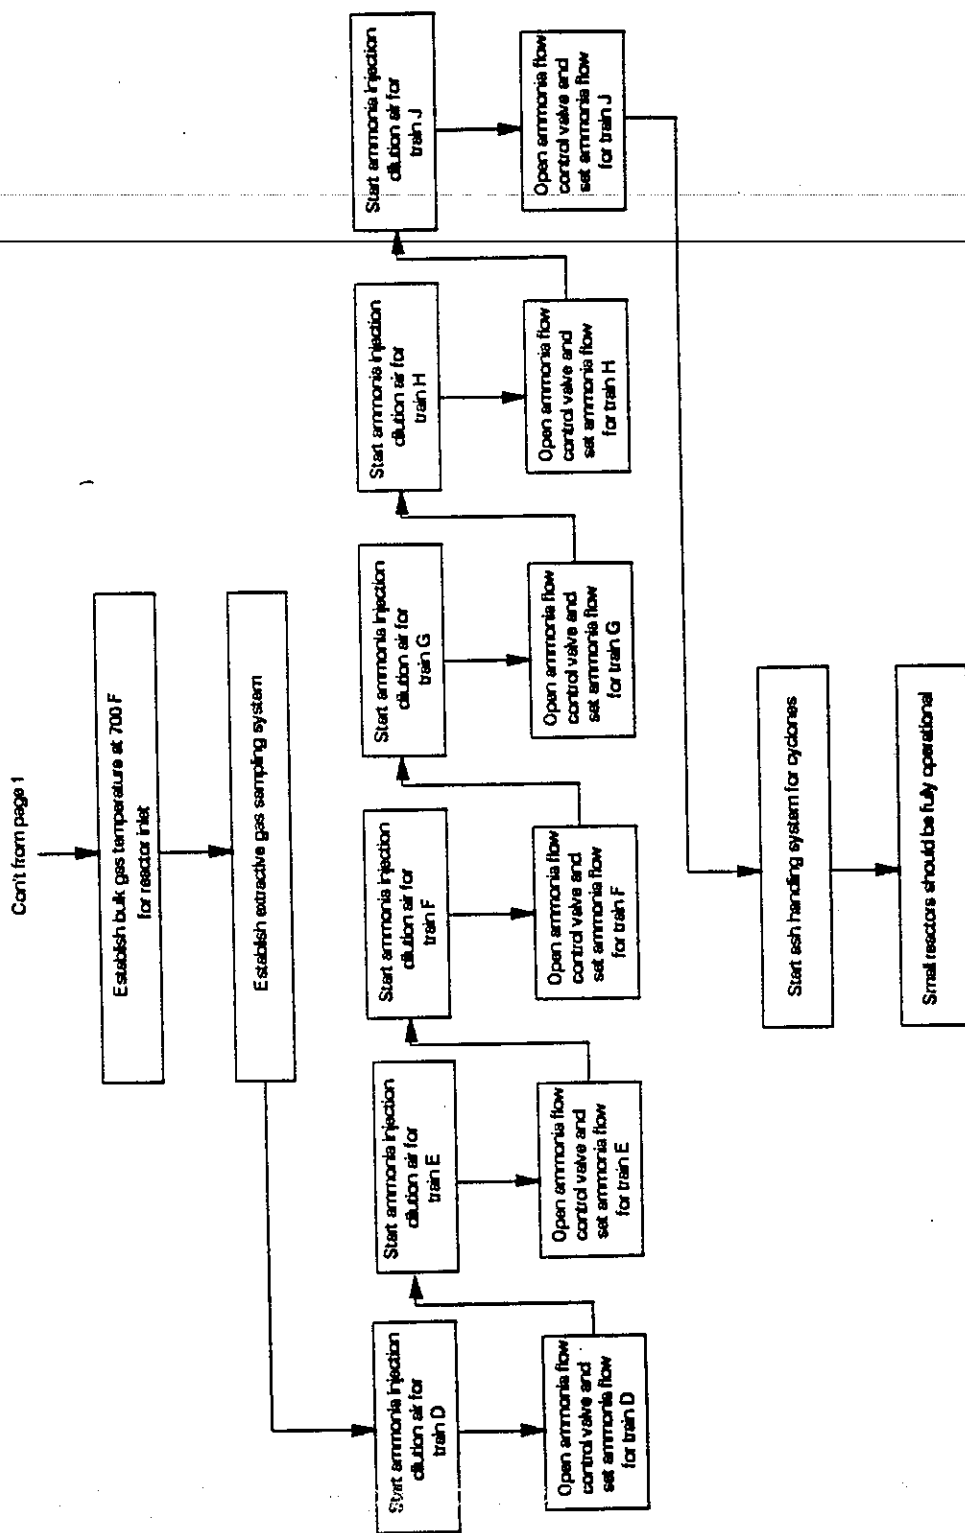 Con't from page 1
Establish bulk gas temperature at 700 F
for reactor inlet
Establish extractive gas sampling system
Start ammonia injection
dilution air for
train D
Open ammonia flow
control valve and
set ammonia flow
for train D
Start ammonia injection
dilution air for
train E
Open ammonia flow
control valve and
set ammonia flow
for train E
Start ammonia injection
dilution air for
train F
Open ammonia flow
control valve and
set ammonia flow
for train F
Start ammonia injection
dilution air for
train G
Open ammonia flow
control valve and
set ammonia flow
for train G
Start ammonia injection
dilution air for
train H
Open ammonia flow
control valve and
set ammonia flow
for train H
Start ammonia injection
dilution air for
train J
Open ammonia flow
control valve and
set ammonia flow
for train J
Start ash handling system for cyclones
Small reactors should be fully operational